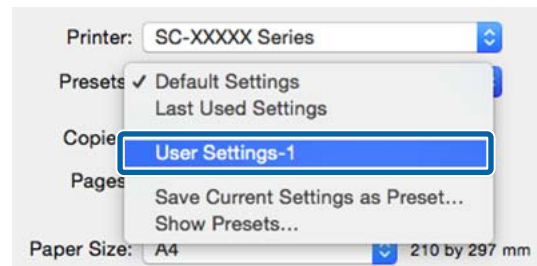 Printer: SC-XXXXX Series
Presets ✓ Default Settings
Last Used Settings
Copie
User Settings-1
Pages
Save Current Settings as Preset...
Show Presets...
Paper Size: A4 210 by 297 mm